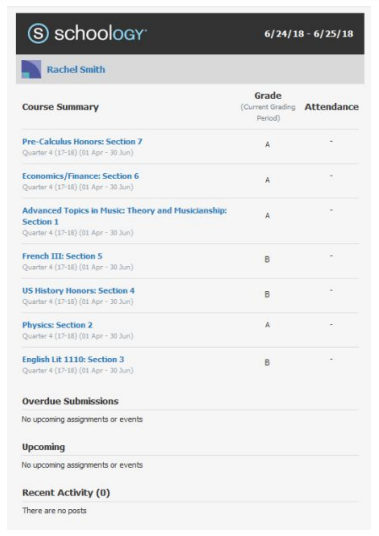 S schoology
6/24/18 - 6/25/18
Rachel Smith
Course Summary
Grade
(Current Grading
Period)
Attendance
Pre-Calculus Honors: Section 7
Quarter 4 (17-18) (01 Apr - 30 Jun)
A
-
Economics/Finance: Section 6
Quarter 4 (17-18) (01 Apr - 30 Jun)
A
-
Advanced Topics in Music: Theory and Musicianship:
Section 1
Quarter 4 (17-18) (01 Apr - 30 Jun)
A
-
French III: Section 5
Quarter 4 (17-18) (01 Apr - 30 Jun)
B
-
US History Honors: Section 4
Quarter 4 (17-18) (01 Apr - 30 Jun)
B
-
Physics: Section 2
Quarter 4 (17-18) (01 Apr - 30 Jun)
A
-
English Lit 1110: Section 3
Quarter 4 (17-18) (01 Apr - 30 Jun)
B
-
Overdue Submissions
No upcoming assignments or events
Upcoming
No upcoming assignments or events
Recent Activity (0)
There are no posts